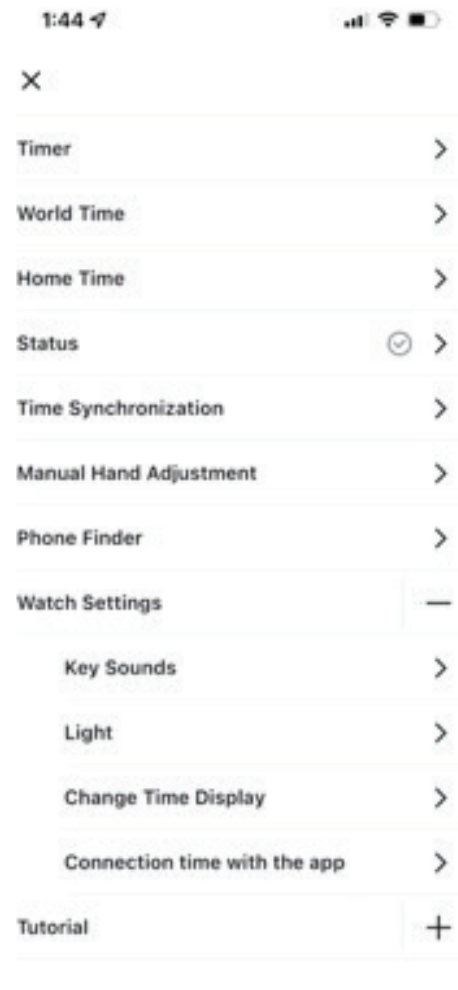 1:44
Timer
World Time
Home Time
Status
Time Synchronization
Manual Hand Adjustment
Phone Finder
Watch Settings
Key Sounds
Light
Change Time Display
Connection time with the app
Tutorial